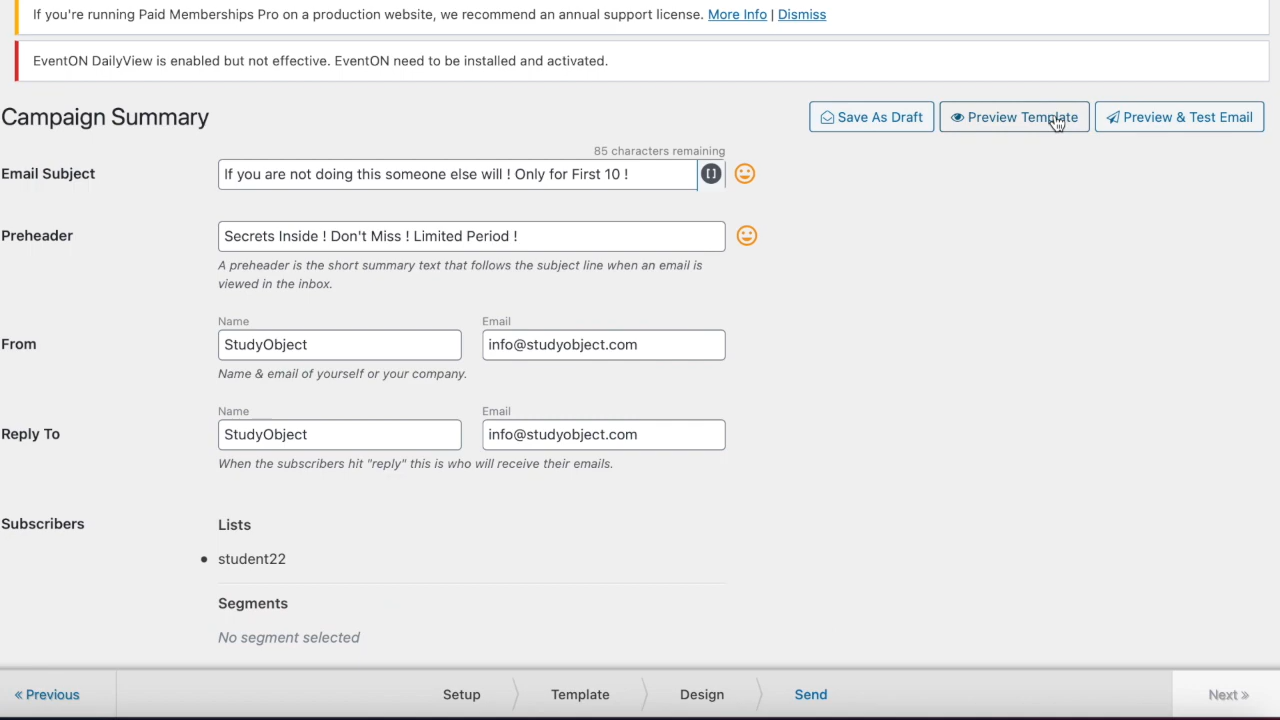 If you're running Paid Memberships Pro on a production website, we recommend an annual support license. More Info | Dismiss
EventON DailyView is enabled but not effective. EventON need to be installed and activated.
Campaign Summary
Save As Draft
Preview Template
Preview & Test Email
85 characters remaining
Email Subject
If you are not doing this someone else will ! Only for First 10 !
Preheader
Secrets Inside ! Don't Miss ! Limited Period !
A preheader is the short summary text that follows the subject line when an email is
viewed in the inbox.
Name
Email
From
StudyObject
info@studyobject.com
Name & email of yourself or your company.
Name
Email
Reply To
StudyObject
info@studyobject.com
When the subscribers hit "reply" this is who will receive their emails.
Subscribers
Lists
• student22
Segments
No segment selected
« Previous
Setup
Template
Design
Send
Next »